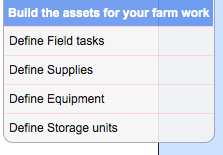 Build the assets for your farm work
Define Field tasks
Define Supplies
Define Equipment
Define Storage units